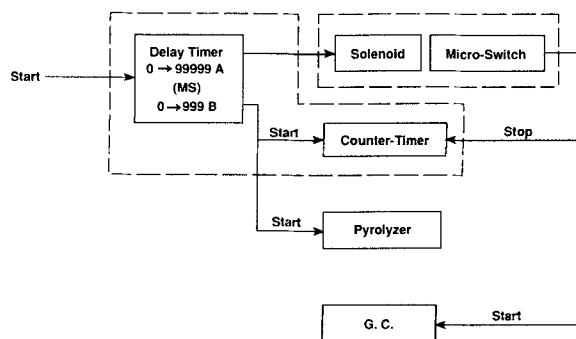 Start
Delay Timer
0 → 99999 A
(MS)
0 → 999 B
Solenoid
Micro-Switch
Start
Counter-Timer
Stop
Start
Pyrolyzer
G. C.
Start